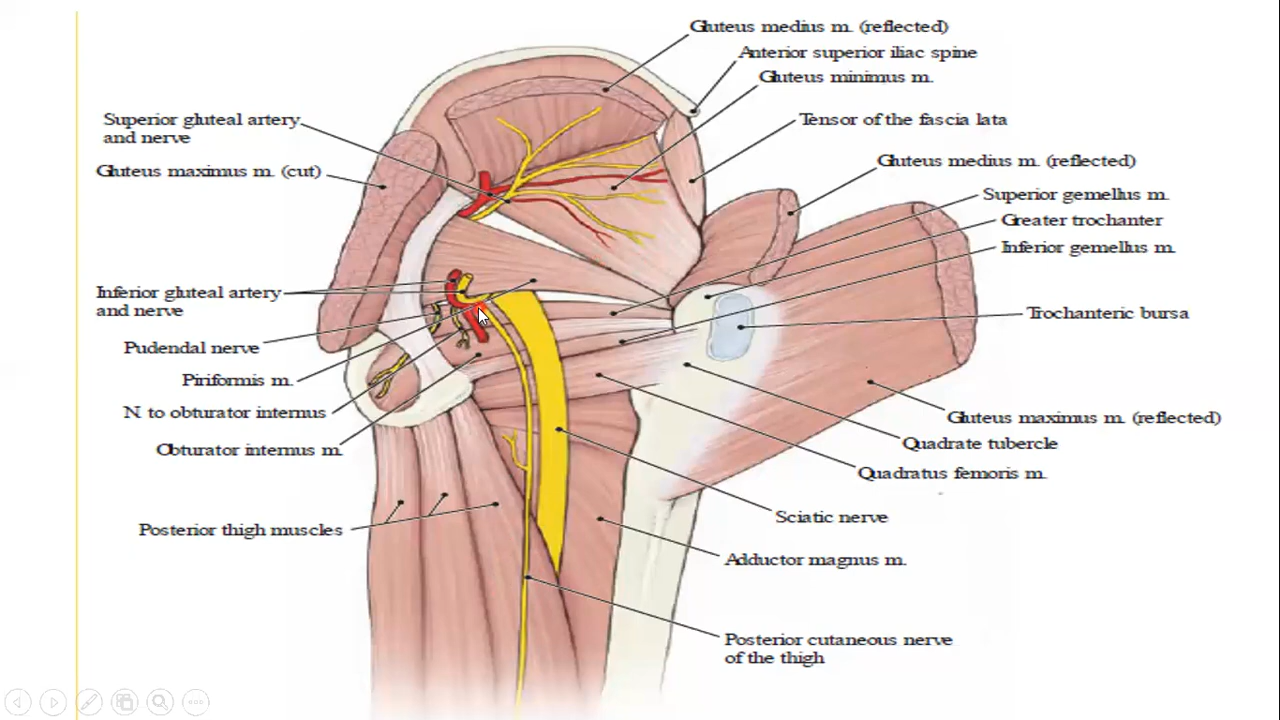 Gluteus medius m. (reflected)
Anterior superior iliac spine
Gluteus minimus m.
Superior gluteal artery
and nerve
Tensor of the fascia lata
Gluteus maximus m. (cut)
Gluteus medius m. (reflected)
Superior gemellus m.
Greater trochanter
Inferior gemellus m.
Inferior gluteal artery
and nerve
Trochanteric bursa
Pudendal nerve
Piriformis m.
N. to obturator internus
Gluteus maximus m. (reflected)
Obturator internus m.
Quadrate tubercle
Quadratus femoris m.
Posterior thigh muscles
Sciatic nerve
Adductor magnus m.
Posterior cutaneous nerve
of the thigh